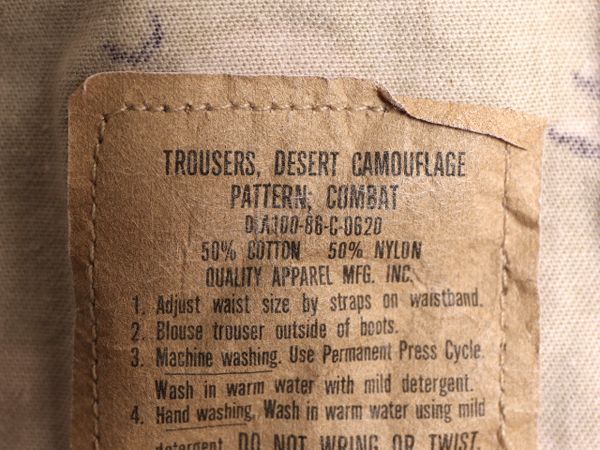 TROUSERS, DESERT CAMOUFLAGE
PATTERN; COMBAT
DLA100-86-C-0620
50% COTTON 50% NYLON
QUALITY APPAREL MFG. INC.
1. Adjust waist size by straps on waistband.
2. Blouse trouser outside of boots.
3. Machine washing. Use Permanent Press Cycle.
Wash in warm water with mild detergent.
4. Hand washing, Wash in warm water using mild
detergent. DO NOT WRING OR TWIST.